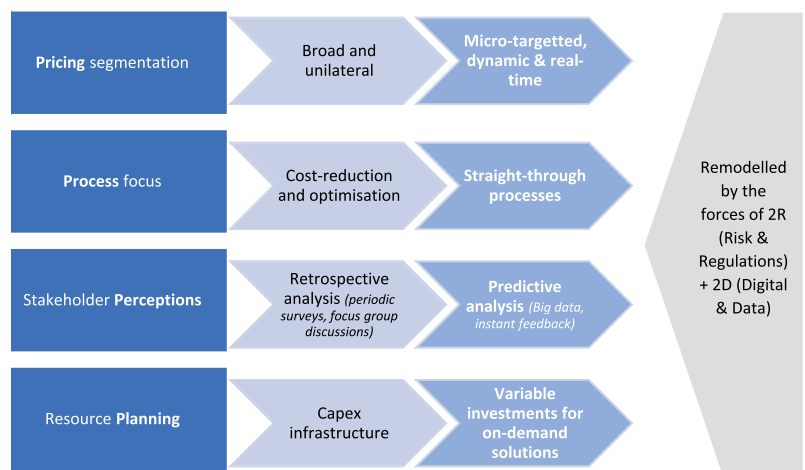 Pricing segmentation
Broad and
unilateral
Micro-targetted,
dynamic & real-
time
Process focus
Cost-reduction
and optimisation
Straight-through
processes
Stakeholder Perceptions
Retrospective
analysis (periodic
surveys, focus group
discussions)
Predictive
analysis (Big data,
instant feedback)
Resource Planning
Capex
infrastructure
Variable
investments for
on-demand
solutions
Remodelled
by the
forces of 2R
(Risk &
Regulations)
+ 2D (Digital
& Data)